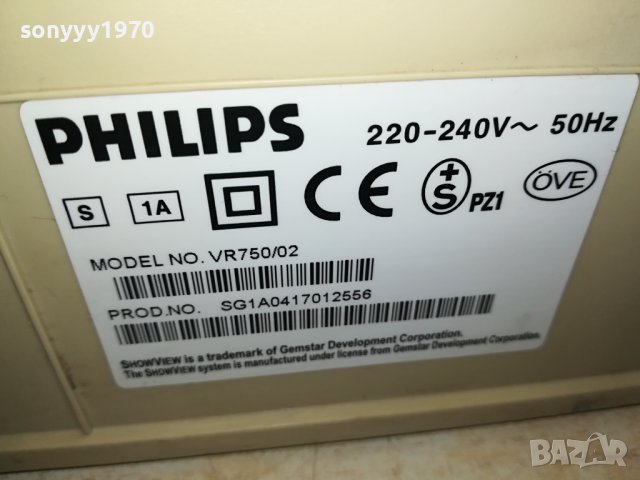 sonyyy1970
PHILIPS 220-240V~ 50Hz
S 1A CE +S PZ1 ÖVE
MODEL NO. VR750/02
PROD.NO. SG1A0417012556
SHOWVIEW is a trademark of Gemstar Development Corporation.
The SHOWVIEW system is manufactured under license from Gemstar Development Corporation.
BAZAR